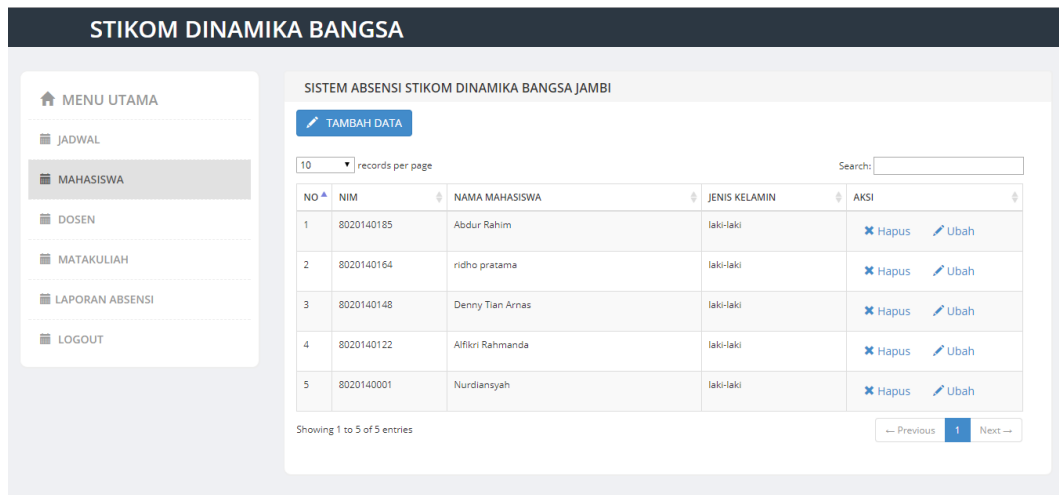 STIKOM DINAMIKA BANGSA
MENU UTAMA
JADWAL
MAHASISWA
DOSEN
MATAKULIAH
LAPORAN ABSENSI
LOGOUT
SISTEM ABSENSI STIKOM DINAMIKA BANGSA JAMBI
TAMBAH DATA
10 records per page Search:
NO NIM NAMA MAHASISWA JENIS KELAMIN AKSI
1 8020140185 Abdur Rahim laki-laki Hapus Ubah
2 8020140164 ridho pratama laki-laki Hapus Ubah
3 8020140148 Denny Tian Arnas laki-laki Hapus Ubah
4 8020140122 Alfikri Rahmanda laki-laki Hapus Ubah
5 8020140001 Nurdiansyah laki-laki Hapus Ubah
Showing 1 to 5 of 5 entries ← Previous 1 Next →